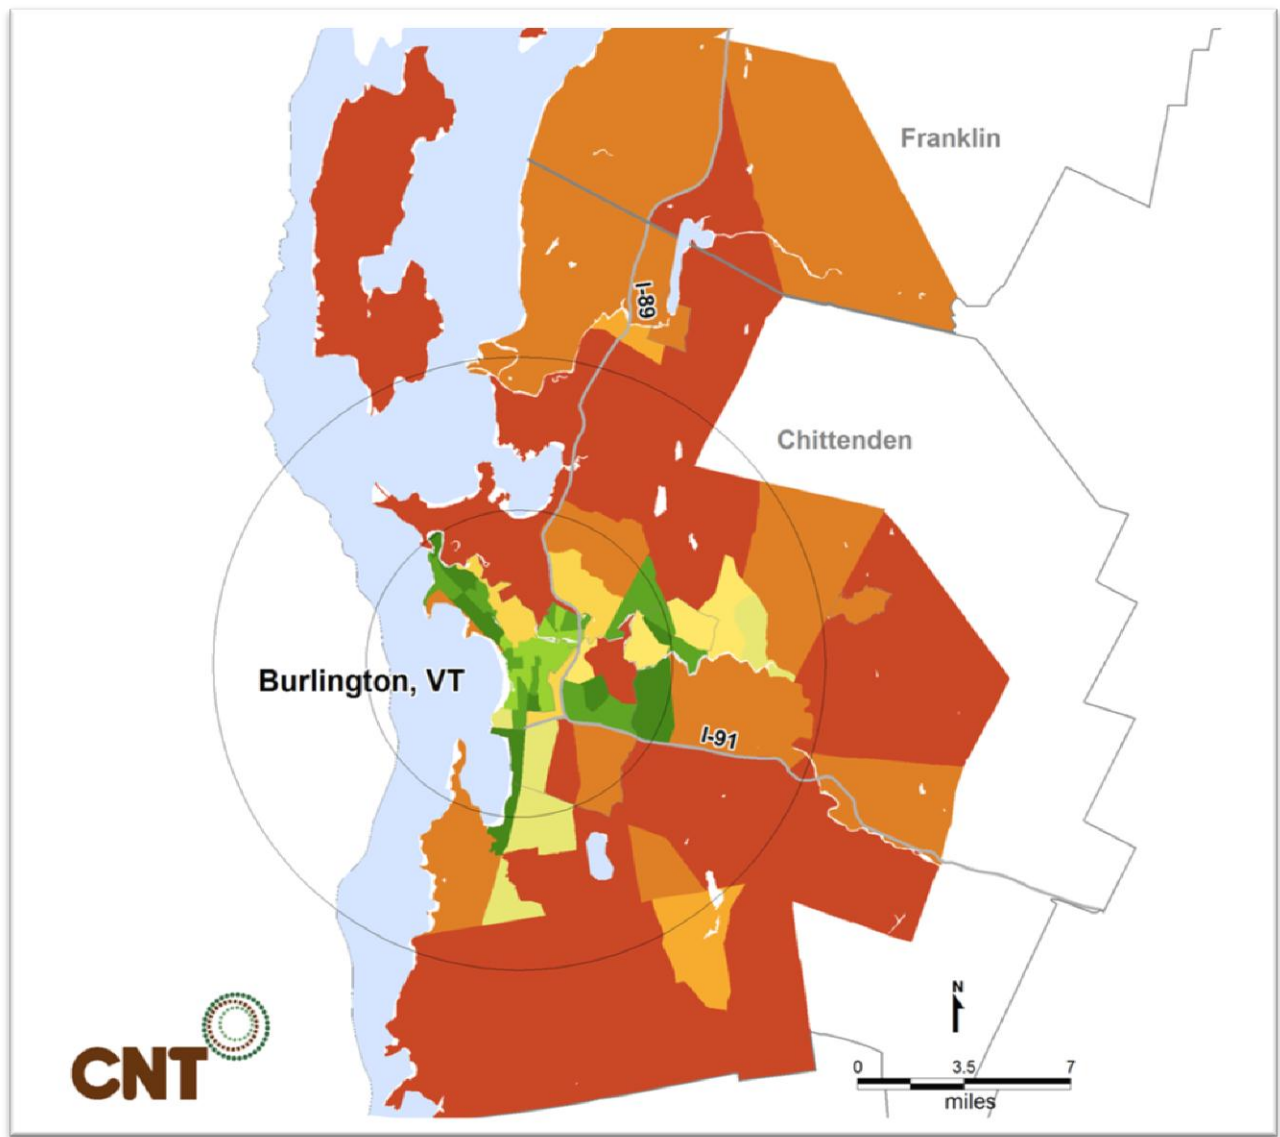 Franklin
I-89
Chittenden
Burlington, VT
I-91
N
CNT
0 3.5 7
miles